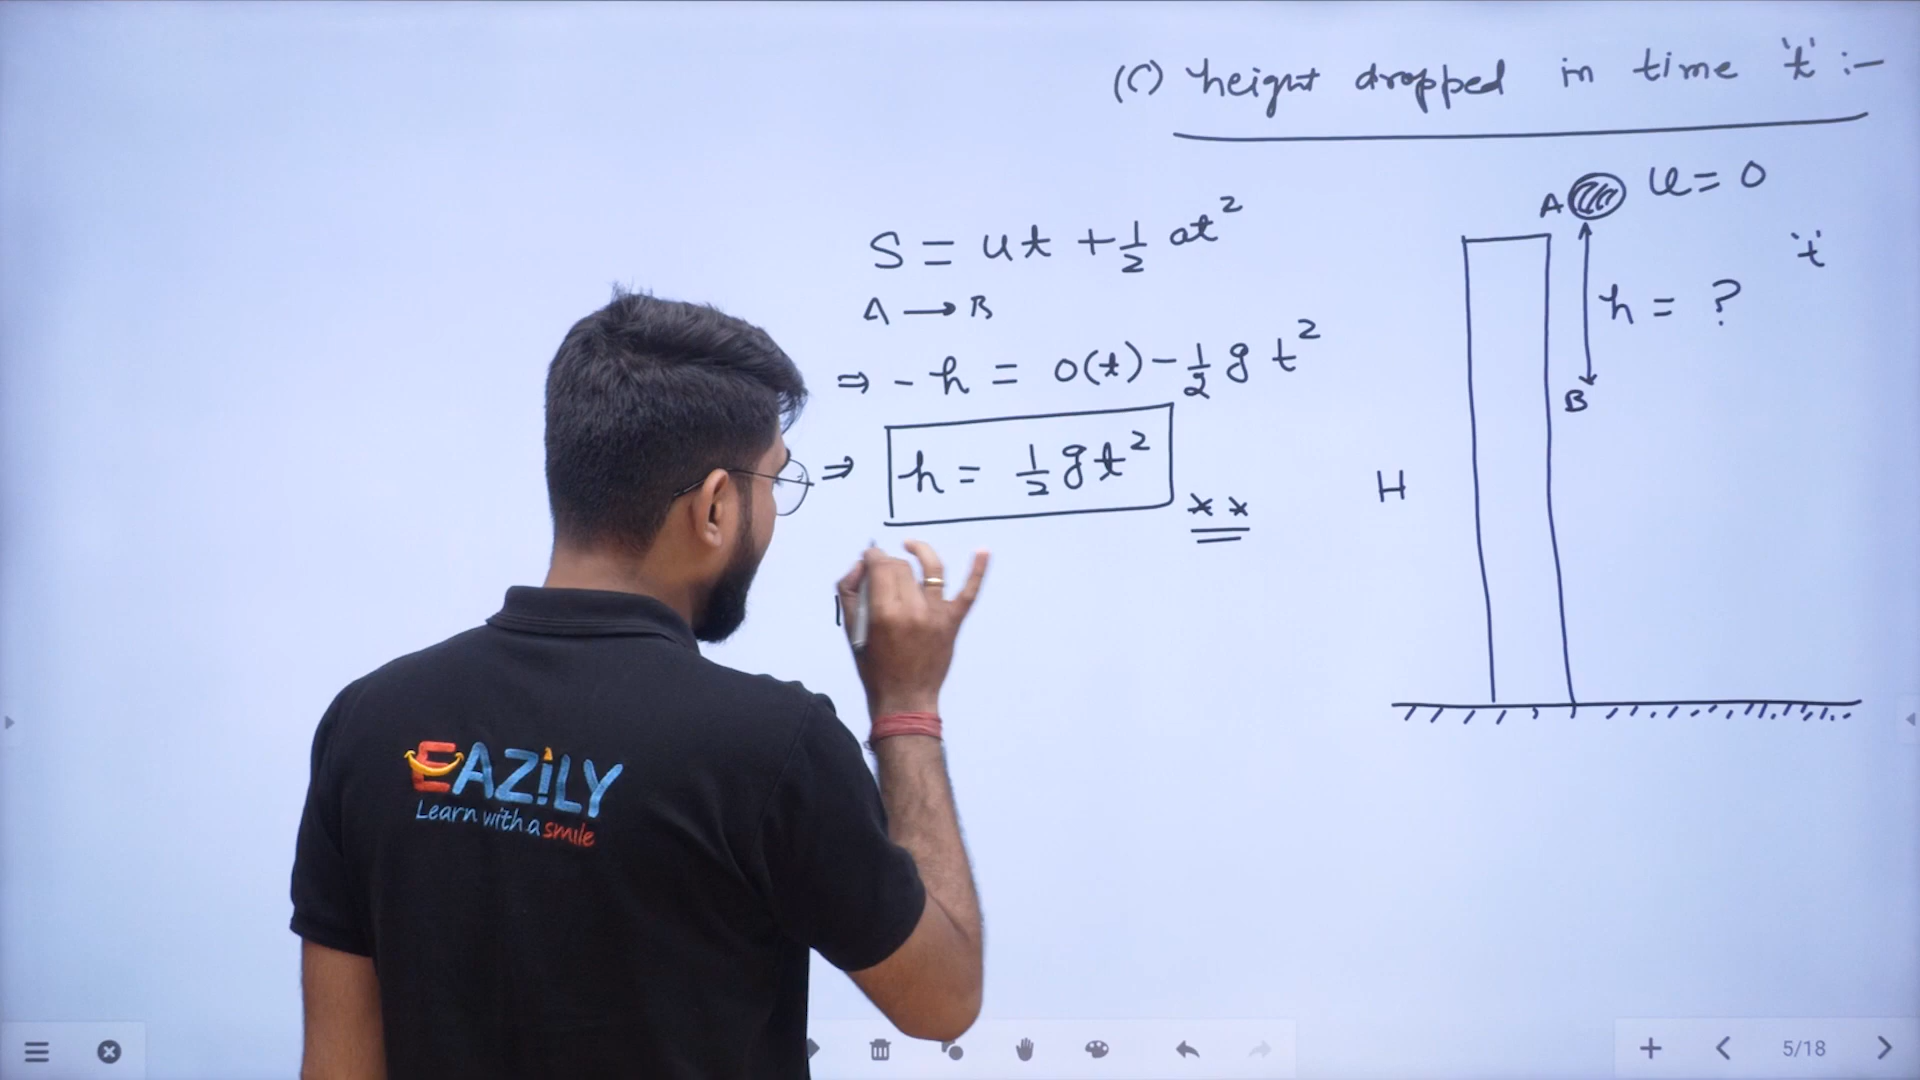 (C) height dropped in time 't' :-
A u = 0
't'
S = ut + 1/2 at²
h = ?
A → B
⇒ - h = 0(t) - 1/2 g t²
B
⇒ h = 1/2 gt²
* *
H
EAZiLY
Learn with a smile
5/18